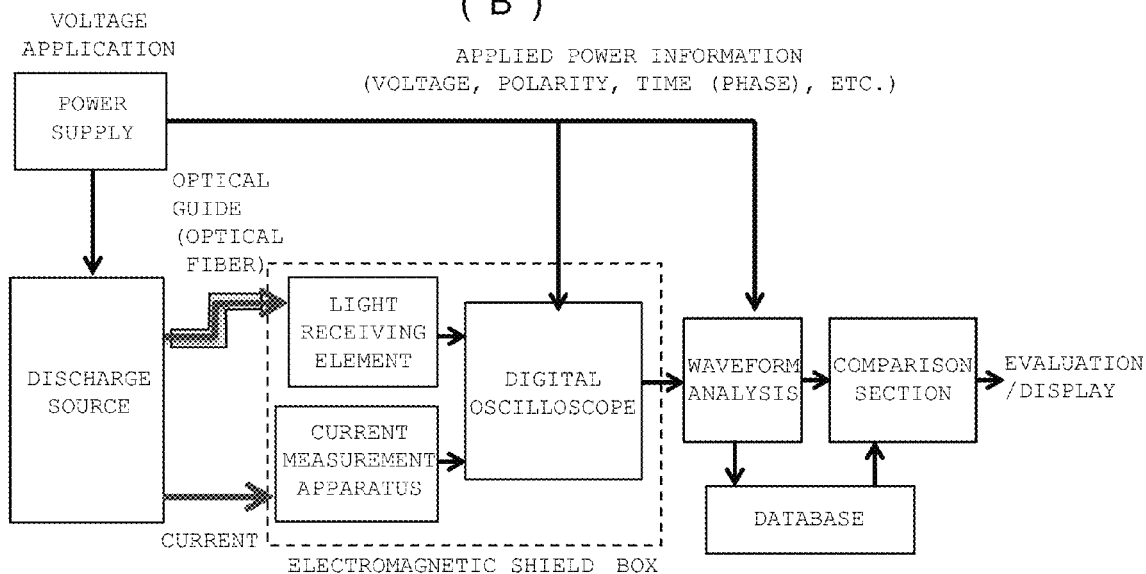 ( B )
VOLTAGE
APPLICATION
APPLIED POWER INFORMATION
(VOLTAGE, POLARITY, TIME (PHASE), ETC.)
POWER
SUPPLY
OPTICAL
GUIDE
(OPTICAL
FIBER)
LIGHT
RECEIVING
ELEMENT
DISCHARGE
SOURCE
DIGITAL
OSCILLOSCOPE
WAVEFORM
ANALYSIS
COMPARISON
SECTION
EVALUATION
/DISPLAY
CURRENT
MEASUREMENT
APPARATUS
DATABASE
CURRENT
ELECTROMAGNETIC SHIELD BOX